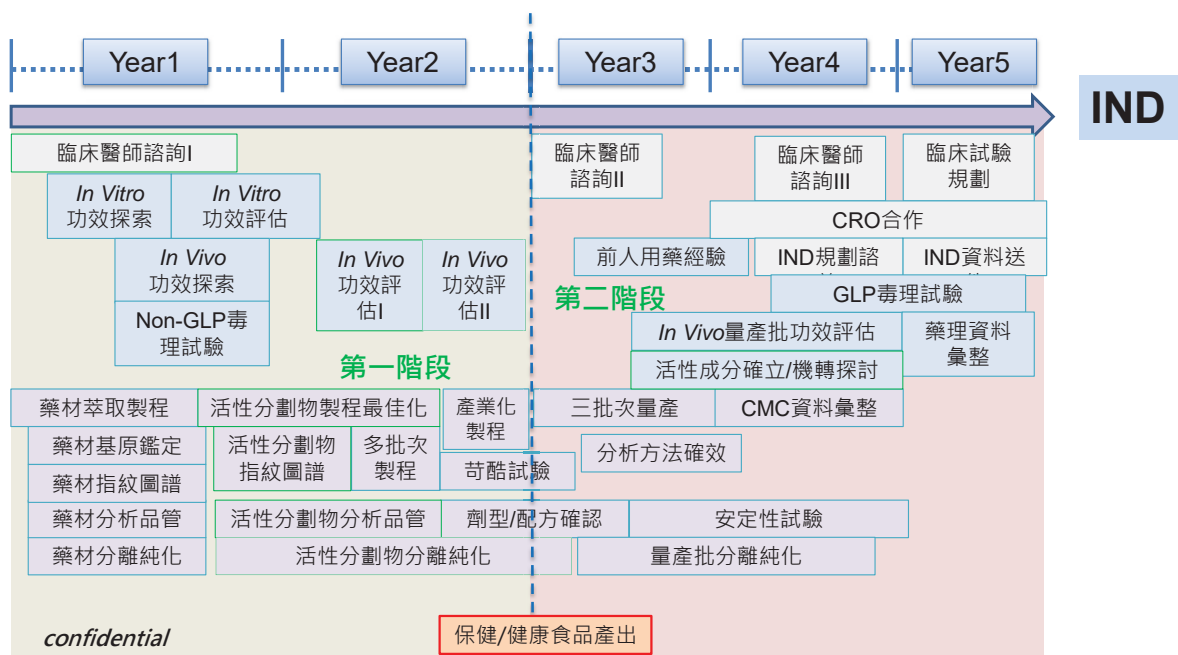 Year1
Year2
Year3
Year4
Year5
IND
臨床醫師諮詢I
In Vitro
功效探索
In Vitro
功效評估
In Vivo
功效探索
Non-GLP毒
理試驗
In Vivo
功效評
估I
In Vivo
功效評
估II
第一階段
臨床醫師
諮詢II
臨床醫師
諮詢III
臨床試驗
規劃
CRO合作
前人用藥經驗
IND規劃諮
IND資料送
第二階段
GLP毒理試驗
In Vivo量產批功效評估
藥理資料
彙整
活性成分確立/機轉探討
藥材萃取製程
活性分劃物製程最佳化
產業化
製程
三批次量產
CMC資料彙整
藥材基原鑑定
活性分劃物
指紋圖譜
多批次
製程
苛酷試驗
分析方法確效
藥材指紋圖譜
藥材分析品管
活性分劃物分析品管
劑型/配方確認
安定性試驗
藥材分離純化
活性分劃物分離純化
量產批分離純化
confidential
保健/健康食品產出